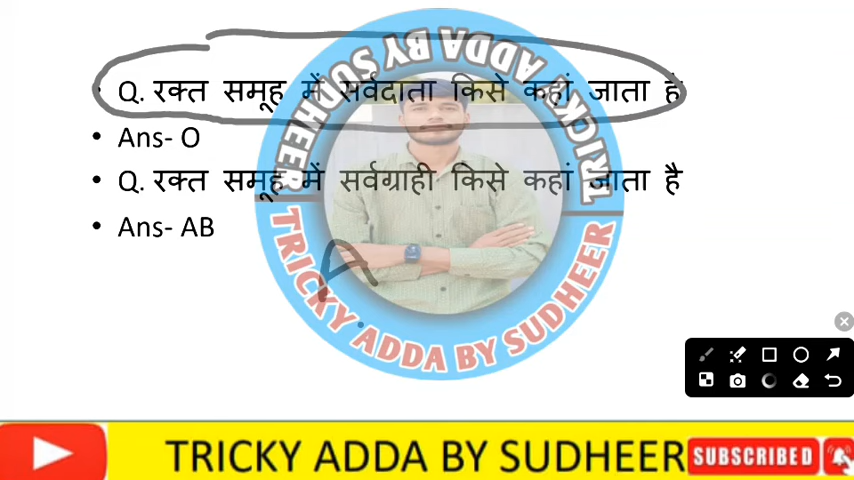 TRICKY ADDA BY SUDHEER
• Q. रक्त समूह में सर्वदाता किसे कहां जाता है
• Ans- O
• Q. रक्त समूह में सर्वग्राही किसे कहां जाता है
• Ans- AB
A
TRICKY ADDA BY SUDHEER
TRICKY ADDA BY SUDHEER
SUBSCRIBED